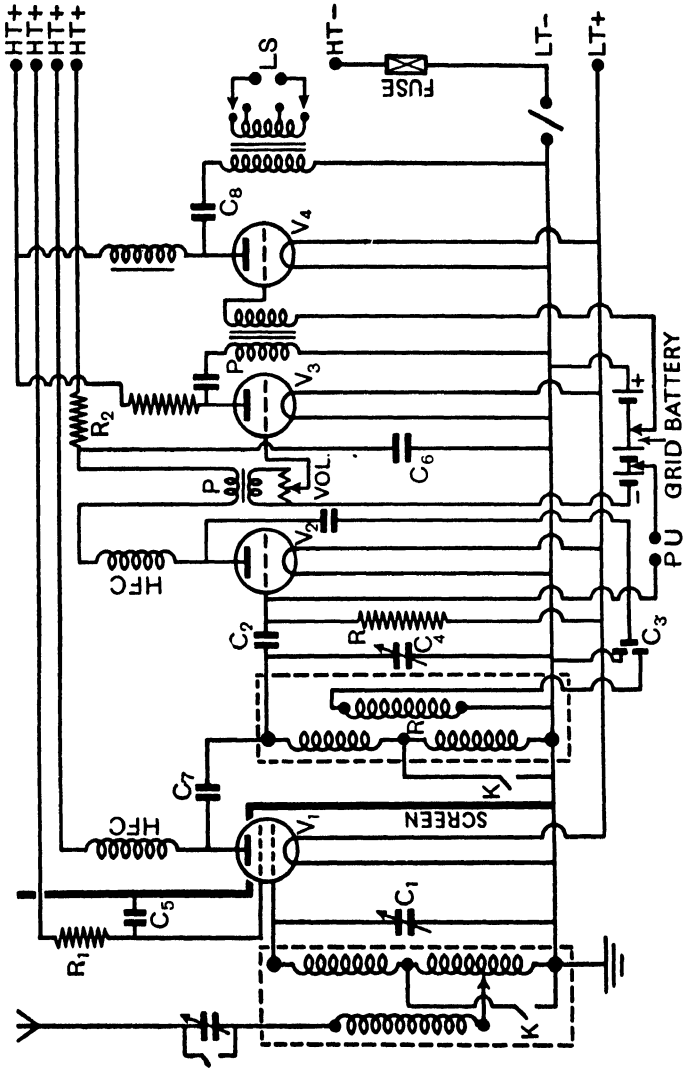 HT+
HT+
HT+
HT+
LS
HT−
FUSE
LT−
LT+
C8
V4
P
V3
R2
P
VOL.
C6
+
−
GRID BATTERY
HFC
V2
PU
C2
R
C4
C3
R
K
C7
HFC
V1
SCREEN
C5
R1
C1
K